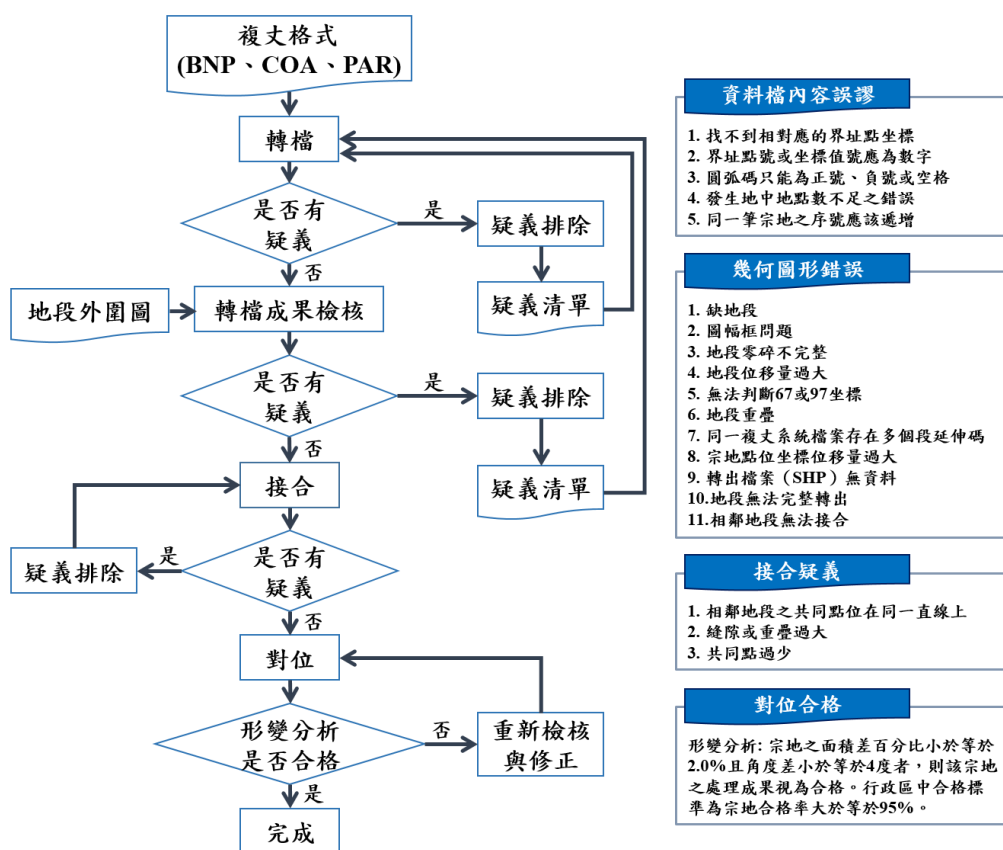 複丈格式
(BNP、COA、PAR)
轉檔
是否有
疑義
是
疑義排除
疑義清單
否
地段外圍圖
轉檔成果檢核
是否有
疑義
是
疑義排除
疑義清單
否
接合
是否有
疑義
是
疑義排除
否
對位
形變分析
是否合格
否
重新檢核
與修正
是
完成
資料檔內容誤謬
1. 找不到相對應的界址點坐標
2. 界址點號或坐標值號應為數字
3. 圓弧碼只能為正號、負號或空格
4. 發生地中地點數不足之錯誤
5. 同一筆宗地之序號應該遞增
幾何圖形錯誤
1. 缺地段
2. 圖幅框問題
3. 地段零碎不完整
4. 地段位移量過大
5. 無法判斷67或97坐標
6. 地段重疊
7. 同一複丈系統檔案存在多個段延伸碼
8. 宗地點位坐標位移量過大
9. 轉出檔案（SHP）無資料
10.地段無法完整轉出
11.相鄰地段無法接合
接合疑義
1. 相鄰地段之共同點位在同一直線上
2. 縫隙或重疊過大
3. 共同點過少
對位合格
形變分析: 宗地之面積差百分比小於等於
2.0%且角度差小於等於4度者，則該宗地
之處理成果視為合格。行政區中合格標
準為宗地合格率大於等於95%。